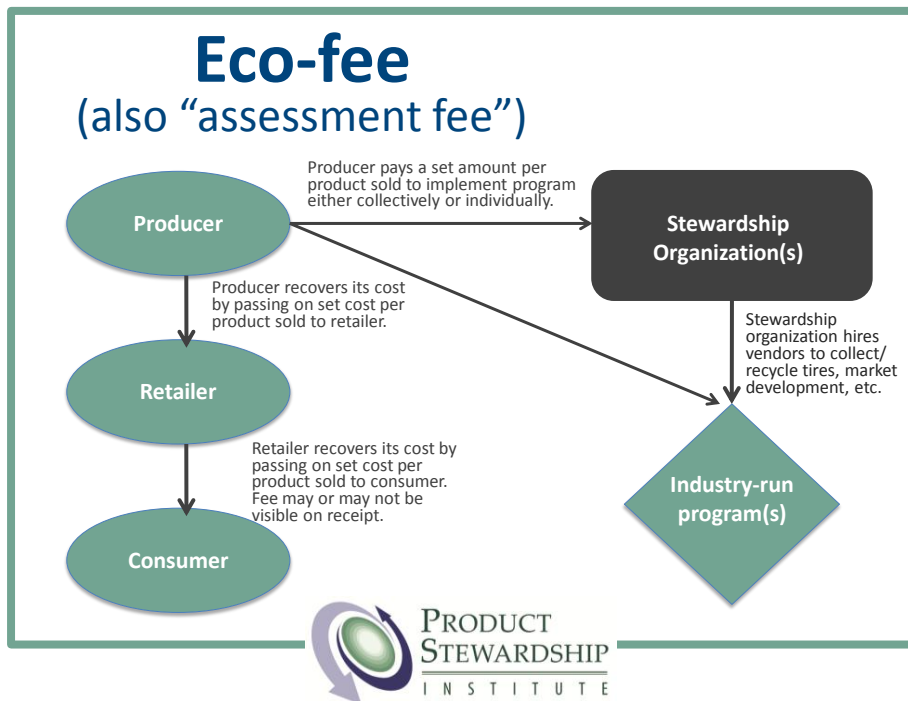 Eco-fee
(also “assessment fee”)
Producer pays a set amount per
product sold to implement program
either collectively or individually.
Producer
Stewardship
Organization(s)
Producer recovers its cost
by passing on set cost per
product sold to retailer.
Stewardship
organization hires
vendors to collect/
recycle tires, market
development, etc.
Retailer
Retailer recovers its cost by
passing on set cost per
product sold to consumer.
Fee may or may not be
visible on receipt.
Industry-run
program(s)
Consumer
PRODUCT
STEWARDSHIP
INSTITUTE